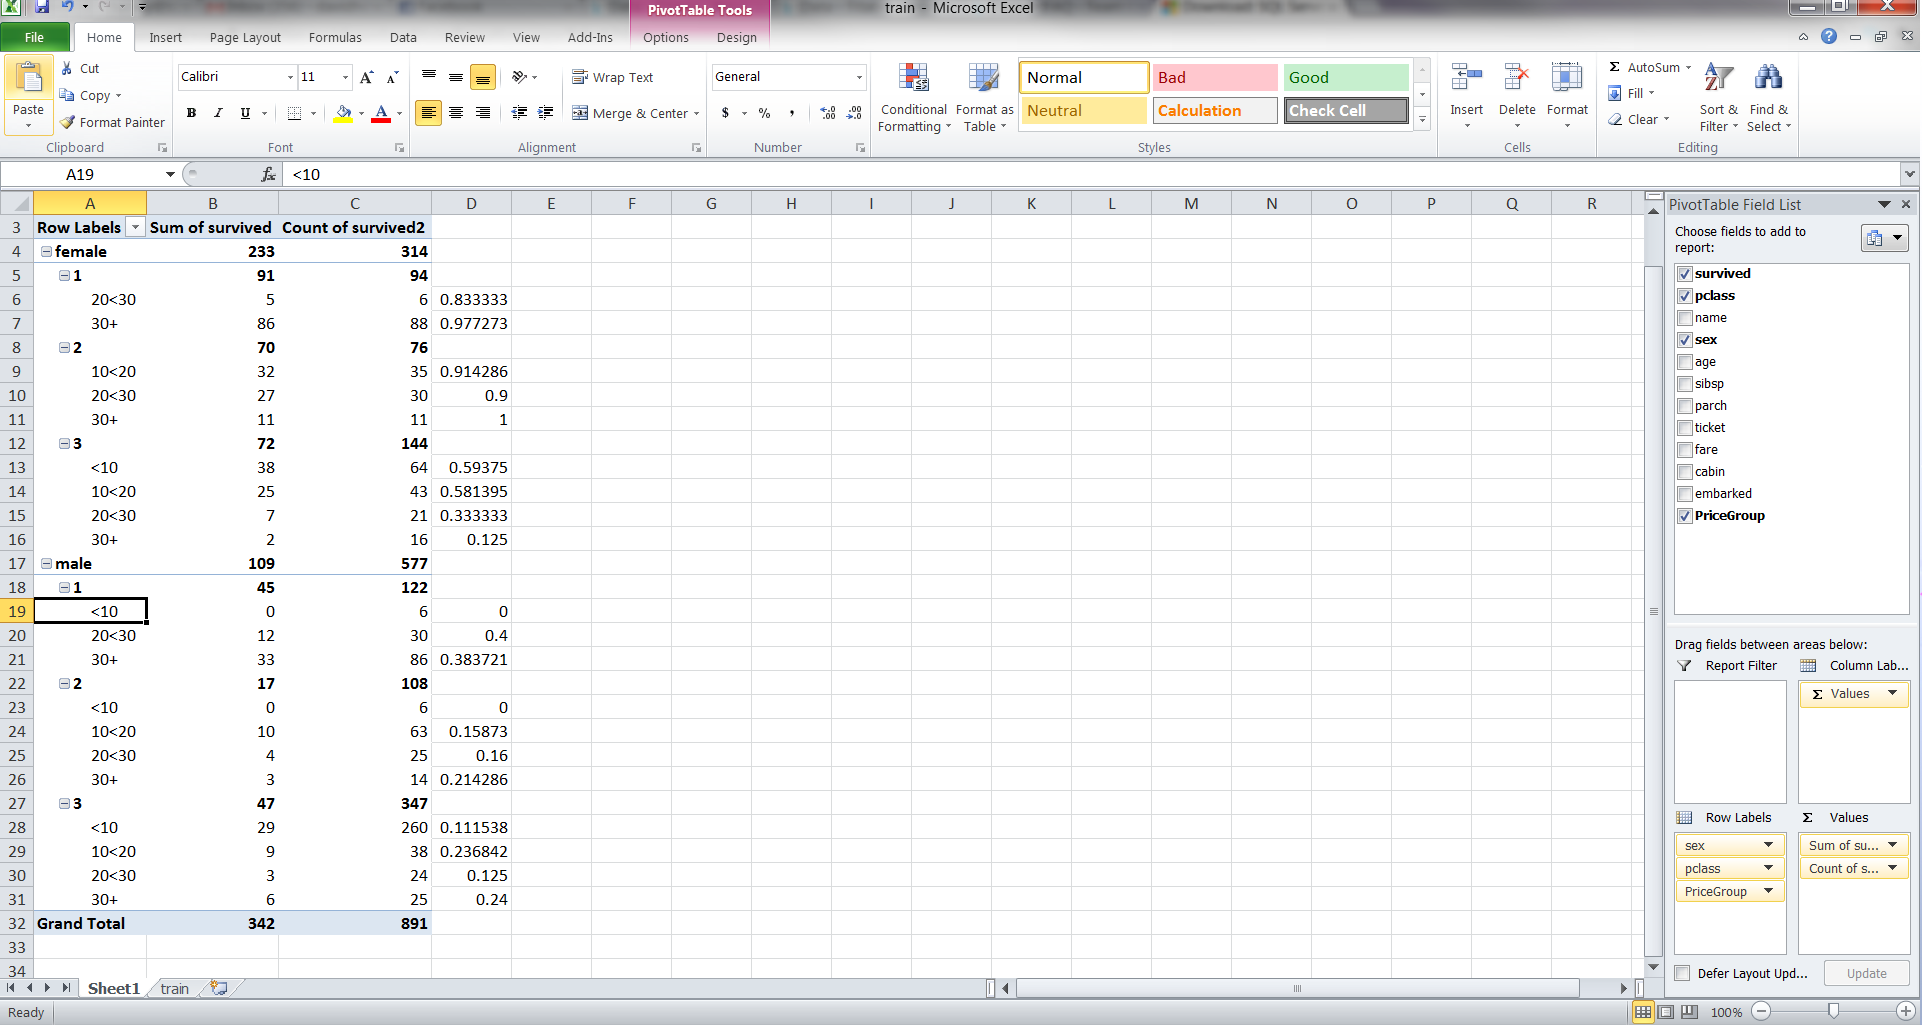 PivotTable Tools
train - Microsoft Excel
File Home Insert Page Layout Formulas Data Review View Add-Ins Options Design
Paste
Cut
Copy
Format Painter
Clipboard
Calibri 11
B I U
Font
Wrap Text
Merge & Center
Alignment
General
$ % ,
Number
Conditional Formatting
Format as Table
Normal Bad Good
Neutral Calculation Check Cell
Styles
Insert Delete Format
Cells
Σ AutoSum
Fill
Clear
Sort & Filter
Find & Select
Editing
A19 fx <10
A B C D E F G H I J K L M N O P Q R
3 Row Labels Sum of survived Count of survived2
4 female 233 314
5 1 91 94
6 20<30 5 6 0.833333
7 30+ 86 88 0.977273
8 2 70 76
9 10<20 32 35 0.914286
10 20<30 27 30 0.9
11 30+ 11 11 1
12 3 72 144
13 <10 38 64 0.59375
14 10<20 25 43 0.581395
15 20<30 7 21 0.333333
16 30+ 2 16 0.125
17 male 109 577
18 1 45 122
19 <10 0 6 0
20 20<30 12 30 0.4
21 30+ 33 86 0.383721
22 2 17 108
23 <10 0 6 0
24 10<20 10 63 0.15873
25 20<30 4 25 0.16
26 30+ 3 14 0.214286
27 3 47 347
28 <10 29 260 0.111538
29 10<20 9 38 0.236842
30 20<30 3 24 0.125
31 30+ 6 25 0.24
32 Grand Total 342 891
33
34
Sheet1 train
Ready
100%
PivotTable Field List
Choose fields to add to
report:
survived
pclass
name
sex
age
sibsp
parch
ticket
fare
cabin
embarked
PriceGroup
Drag fields between areas below:
Report Filter Column Lab...
Σ Values
Row Labels Σ Values
sex Sum of su...
pclass Count of s...
PriceGroup
Defer Layout Upd... Update